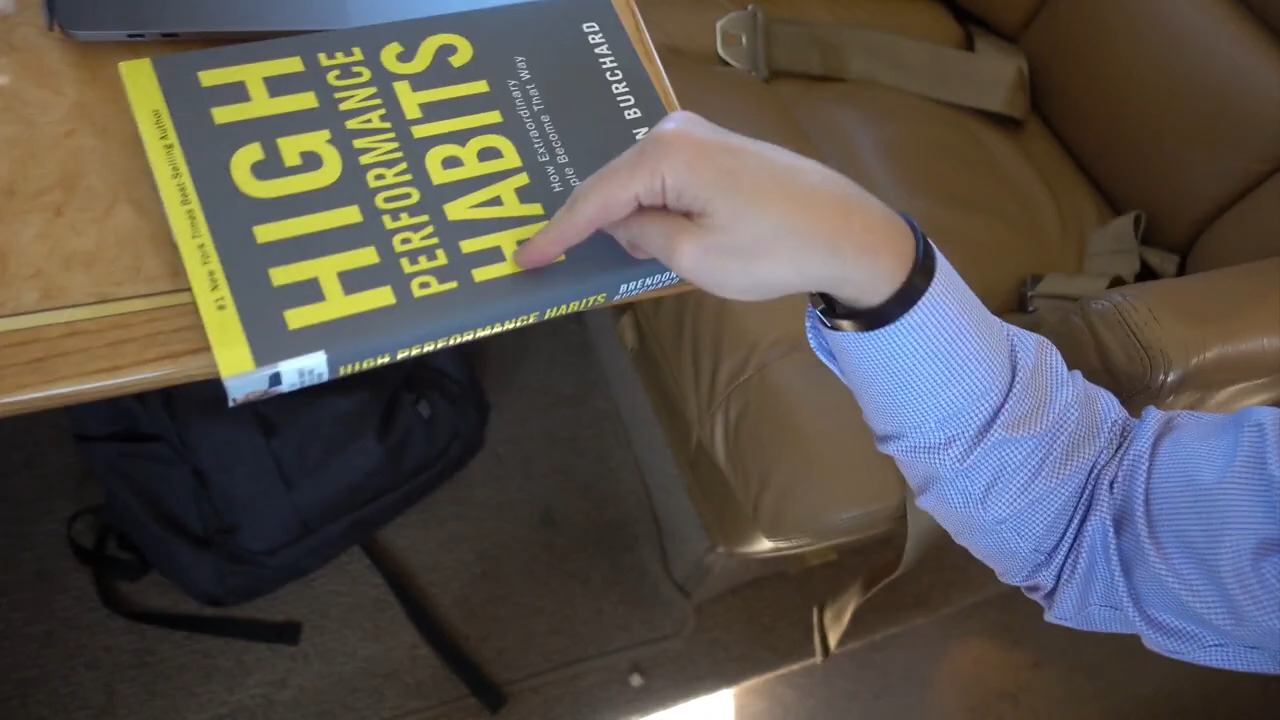 #1 New York Times Best-Selling Author
HIGH
PERFORMANCE
HABITS
How Extraordinary
ple Become That Way
N BURCHARD
HIGH PERFORMANCE HABITS
BRENDON
BURCHARD